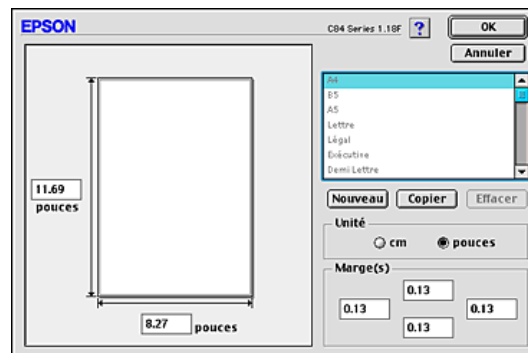 EPSON
C84 Series 1.18F ? OK
Annuler
A4
B5
A5
Lettre
Légal
Exécutive
Demi Lettre
Nouveau Copier Effacer
Unité
cm pouces
Marge(s)
0.13
0.13 0.13
0.13
11.69
pouces
8.27 pouces